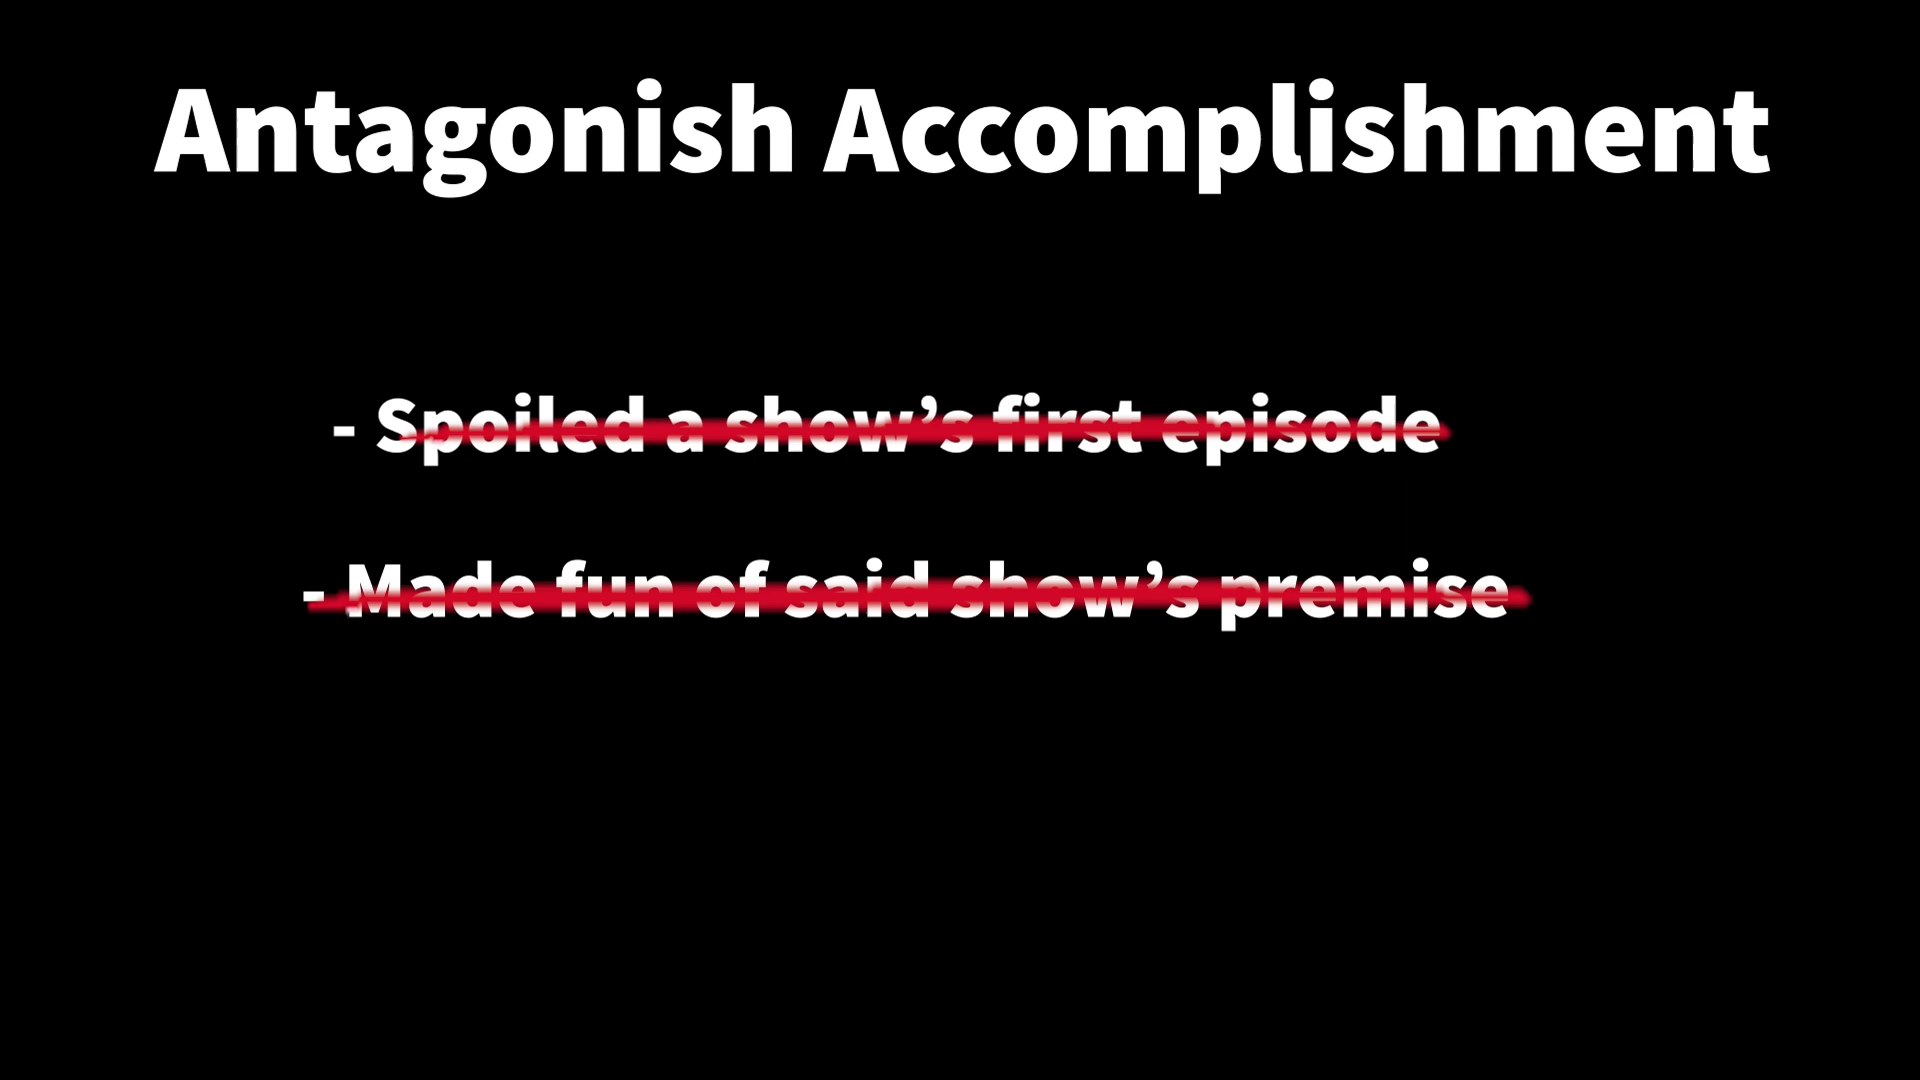 Antagonish Accomplishment
- Spoiled a show’s first episode
- Made fun of said show’s premise